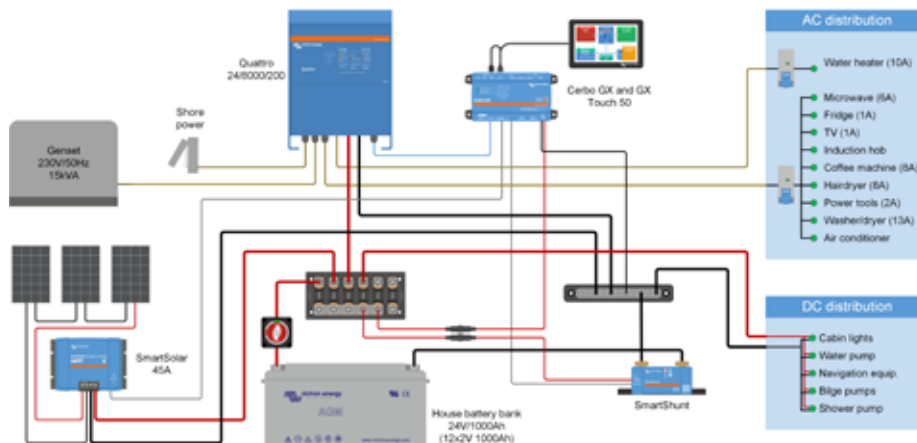 AC distribution
Quattro
24/8000/200
Cerbo GX and GX
Touch 50
Water heater (10A)
Microwave (6A)
Fridge (1A)
TV (1A)
Induction hob
Coffee machine (8A)
Hairdryer (8A)
Power tools (2A)
Washer/dryer (13A)
Air conditioner
Shore
power
Genset
230V/50Hz
15kVA
DC distribution
Cabin lights
Water pump
Navigation equip.
Bilge pumps
Shower pump
SmartSolar
45A
SmartShunt
victron energy
AGM
House battery bank
24V/1000Ah
(12x2V 1000Ah)